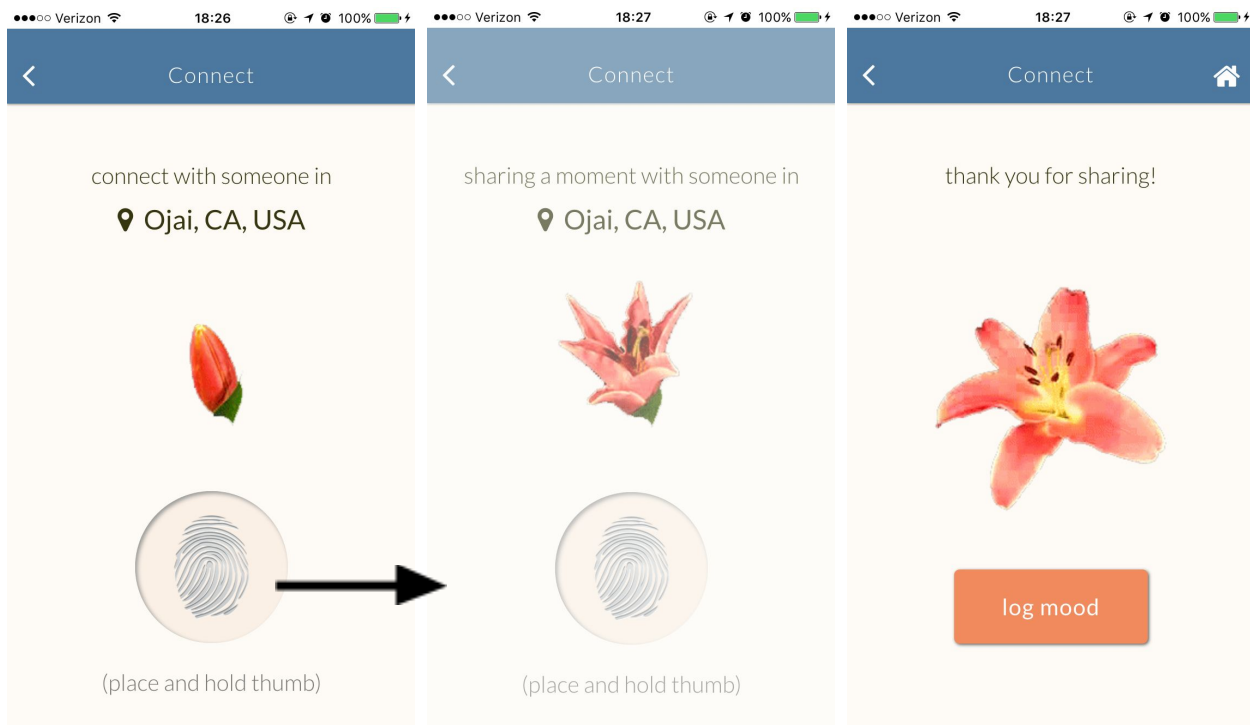 ●●●○○ Verizon 18:26 100%
Connect
connect with someone in
Ojai, CA, USA
(place and hold thumb)
●●●○○ Verizon 18:27 100%
Connect
sharing a moment with someone in
Ojai, CA, USA
(place and hold thumb)
●●●○○ Verizon 18:27 100%
Connect
thank you for sharing!
log mood